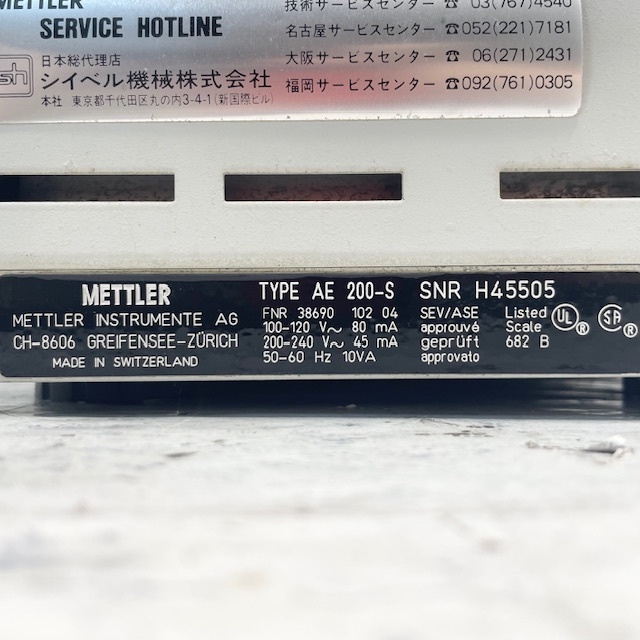 METTLER
技術サービスセンター ☎03(767)4540
SERVICE HOTLINE
名古屋サービスセンター ☎052(221)7181
日本総代理店
大阪サービスセンター ☎06(271)2431
sh シイベル機械株式会社
福岡サービスセンター ☎092(761)0305
本社 東京都千代田区丸の内3-4-1(新国際ビル)
METTLER
METTLER INSTRUMENTE AG
CH-8606 GREIFENSEE-ZÜRICH
MADE IN SWITZERLAND
TYPE AE 200-S SNR H45505
FNR 38690 102 04
100-120 V~ 80 mA
200-240 V~ 45 mA
50-60 Hz 10VA
SEV/ASE
approuvé
geprüft
approvato
Listed
Scale
682 B
UL ®
SA ®